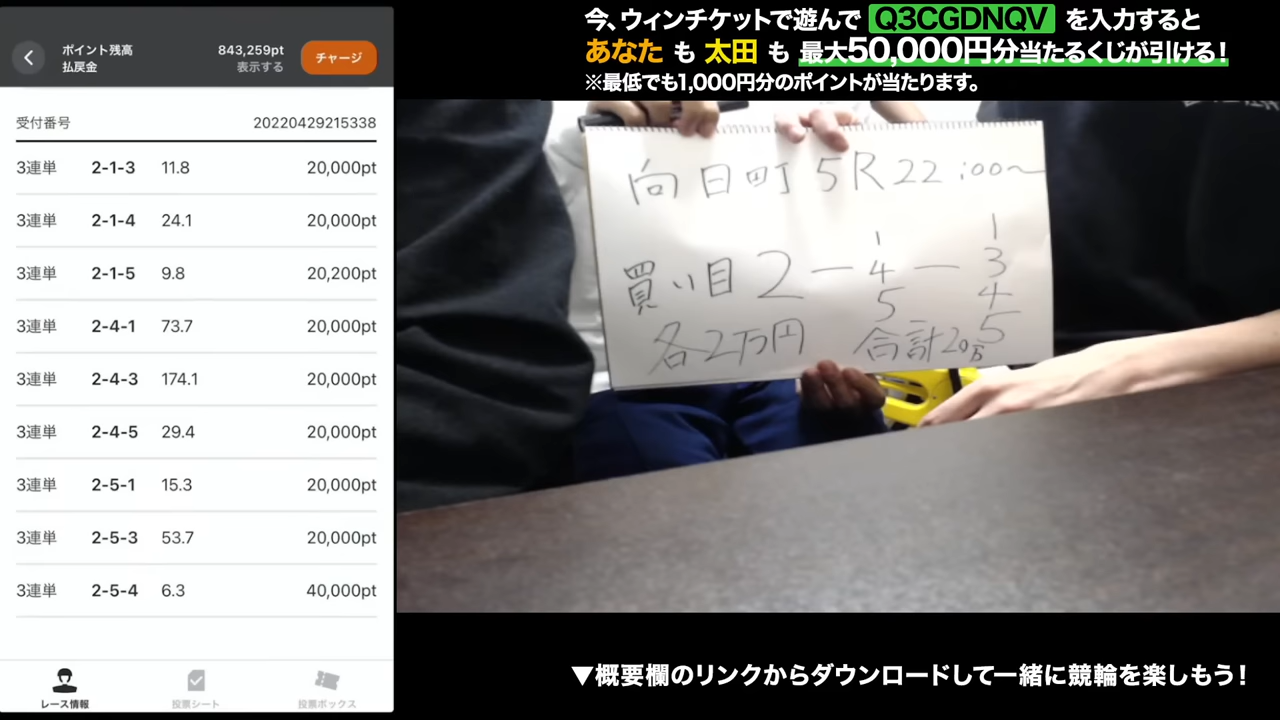 今、ウィンチケットで遊んで Q3CGDNQV を入力すると
あなた も 太田 も 最大50,000円分当たるくじが引ける!
※最低でも1,000円分のポイントが当たります。
ポイント残高 843,259pt
払戻金 表示する
チャージ
受付番号 20220429215338
3連単 2-1-3 11.8 20,000pt
3連単 2-1-4 24.1 20,000pt
3連単 2-1-5 9.8 20,200pt
3連単 2-4-1 73.7 20,000pt
3連単 2-4-3 174.1 20,000pt
3連単 2-4-5 29.4 20,000pt
3連単 2-5-1 15.3 20,000pt
3連単 2-5-3 53.7 20,000pt
3連単 2-5-4 6.3 40,000pt
レース情報 投票シート 投票ボックス
向日町 5R 22:00〜
1 1
3
買い目 2 — 4 — 4
5 5
各2万円 合計20万
▼概要欄のリンクからダウンロードして一緒に競輪を楽しもう!